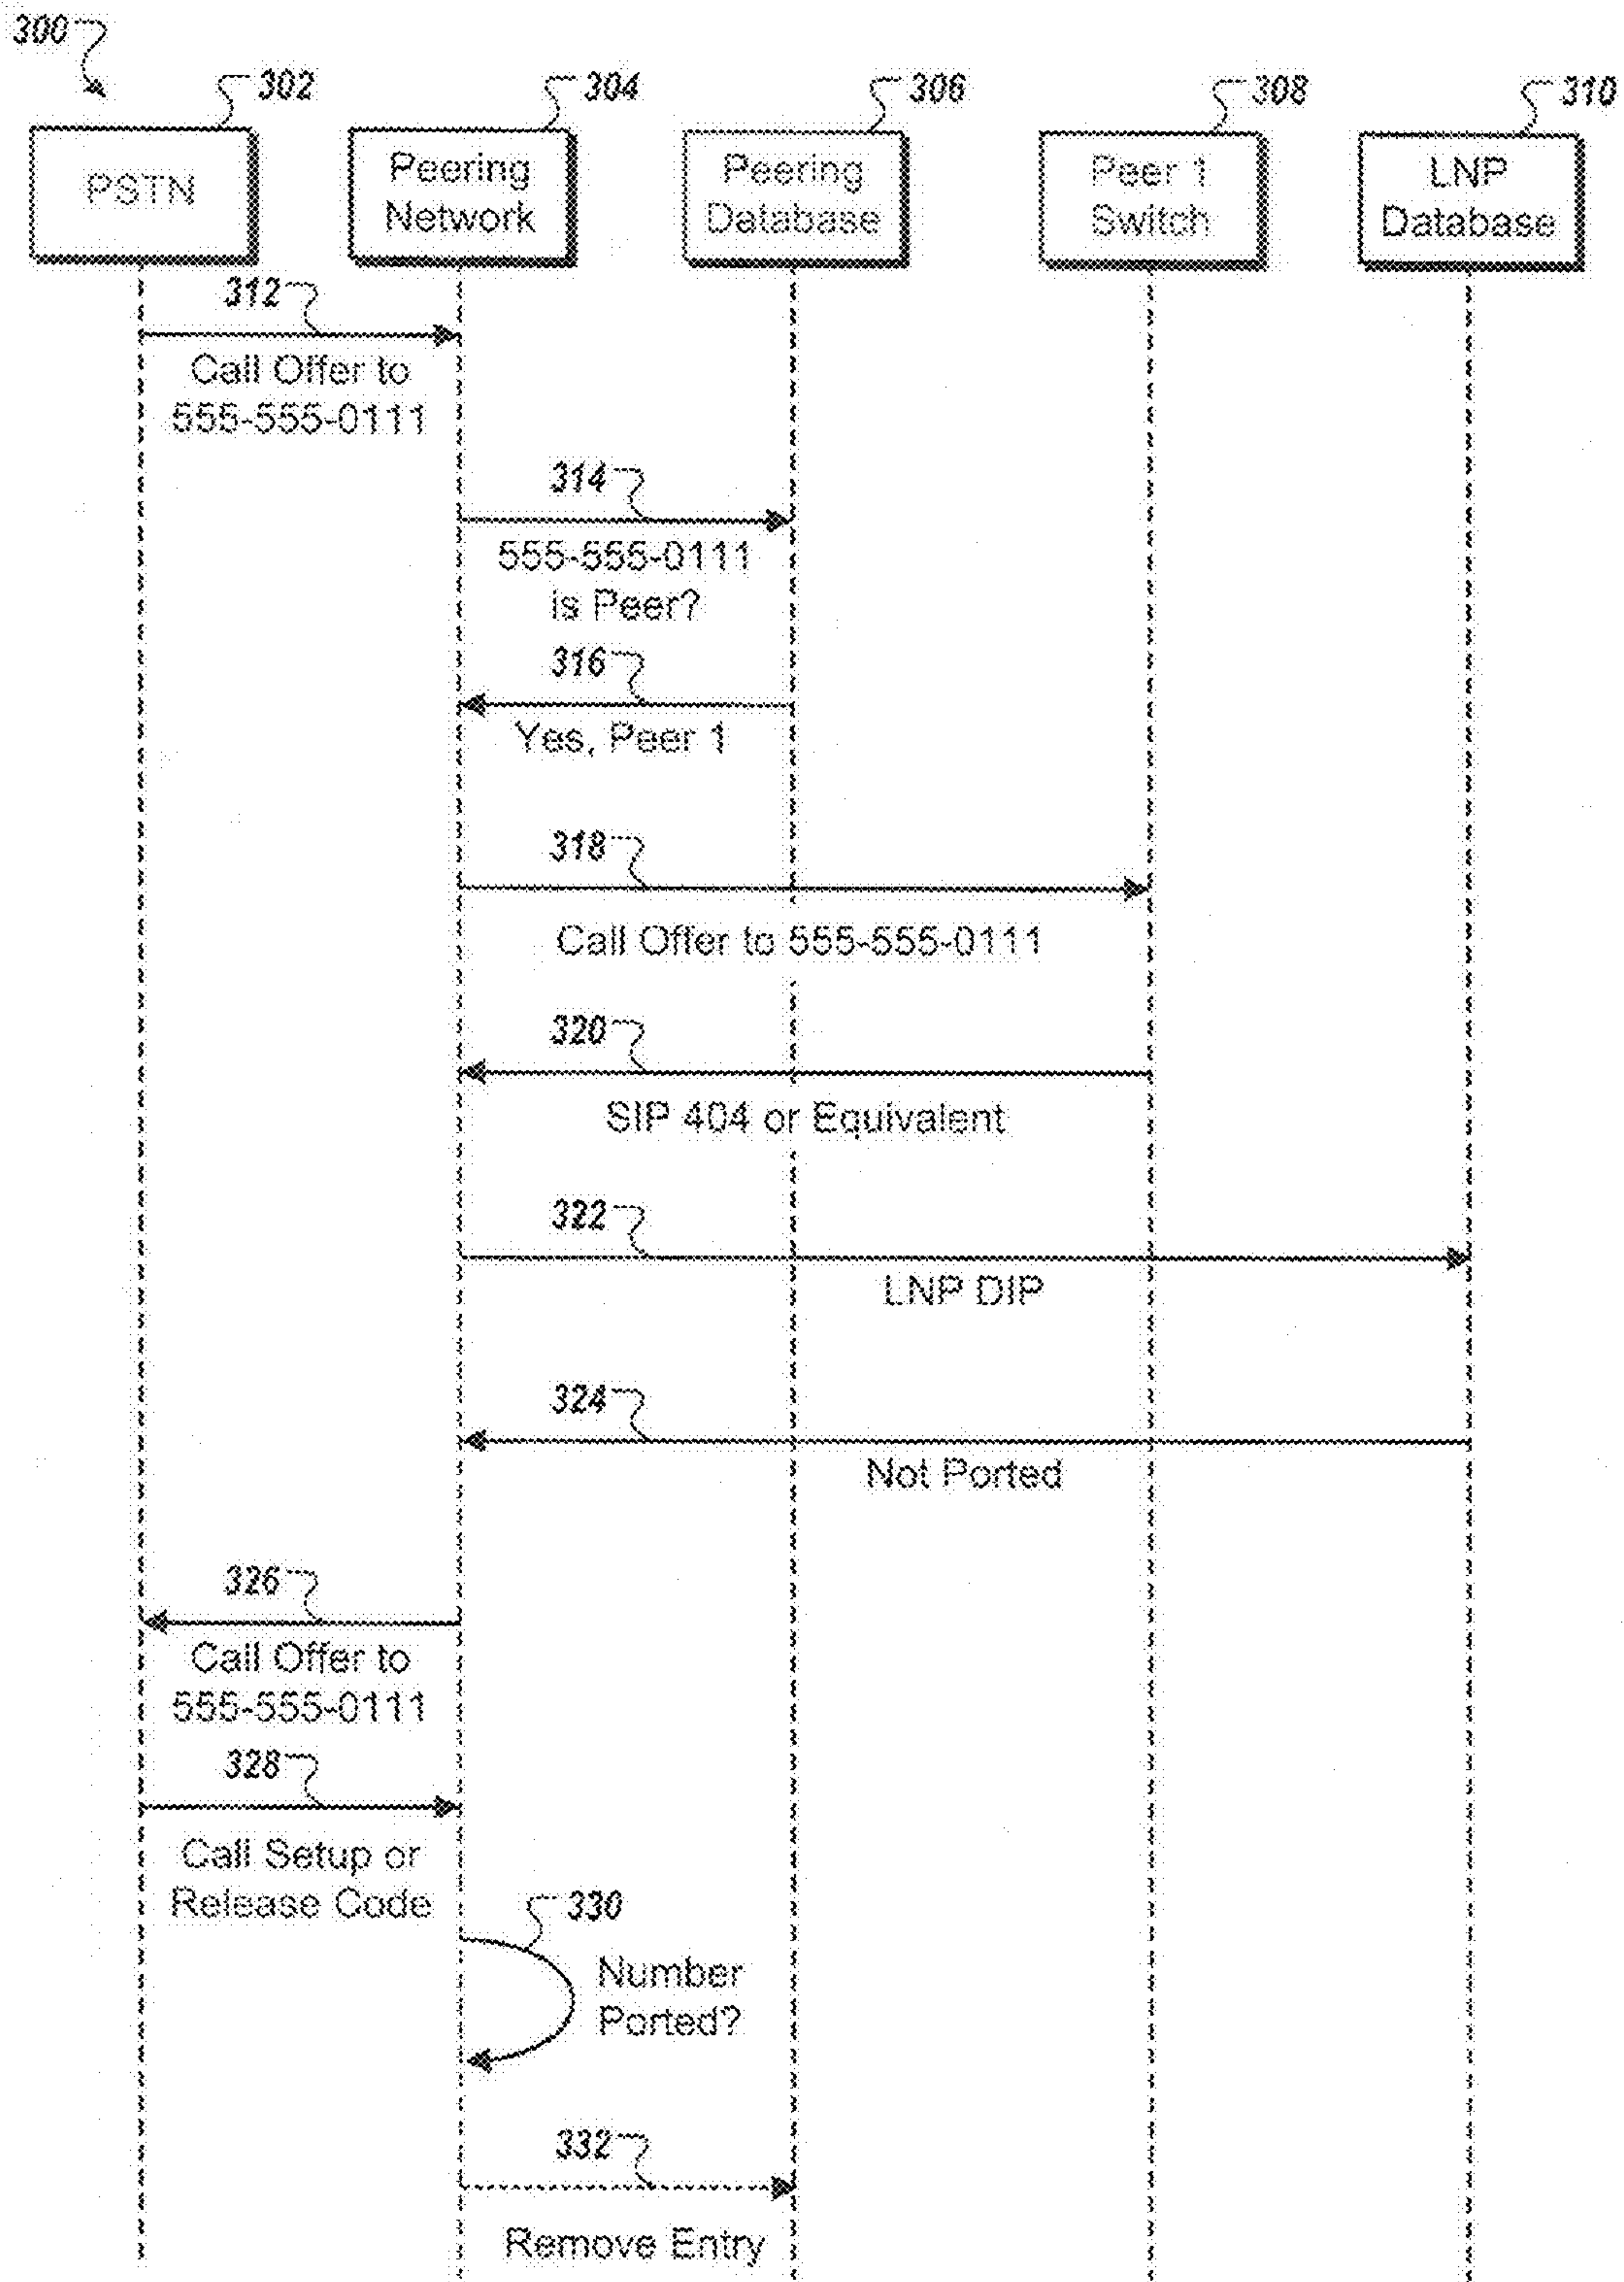 300
302
304
306
308
310
PSTN
Peering
Network
Peering
Database
Peer 1
Switch
LNP
Database
312
Call Offer to
555-555-0111
314
555-555-0111
is Peer?
316
Yes, Peer 1
318
Call Offer to 555-555-0111
320
SIP 404 or Equivalent
322
LNP DIP
324
Not Ported
326
Call Offer to
555-555-0111
328
Call Setup or
Release Code
330
Number
Ported?
332
Remove Entry